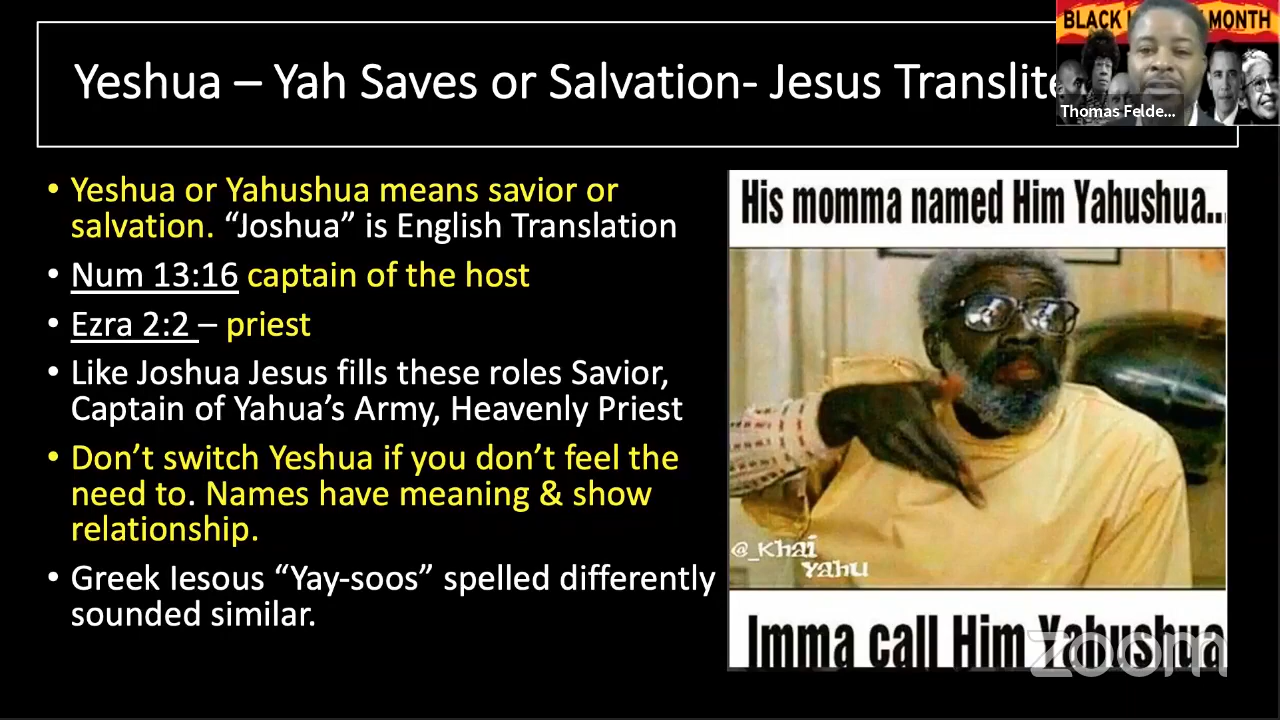 Yeshua – Yah Saves or Salvation- Jesus Translite
BLACK MONTH
Thomas Felde...
• Yeshua or Yahushua means savior or
salvation. “Joshua” is English Translation
• Num 13:16 captain of the host
• Ezra 2:2 – priest
• Like Joshua Jesus fills these roles Savior,
Captain of Yahua’s Army, Heavenly Priest
• Don’t switch Yeshua if you don’t feel the
need to. Names have meaning & show
relationship.
• Greek Iesous “Yay-soos” spelled differently
sounded similar.
His momma named Him Yahushua..
@_Khai
Yahu
Imma call Him Yahushua
zoom